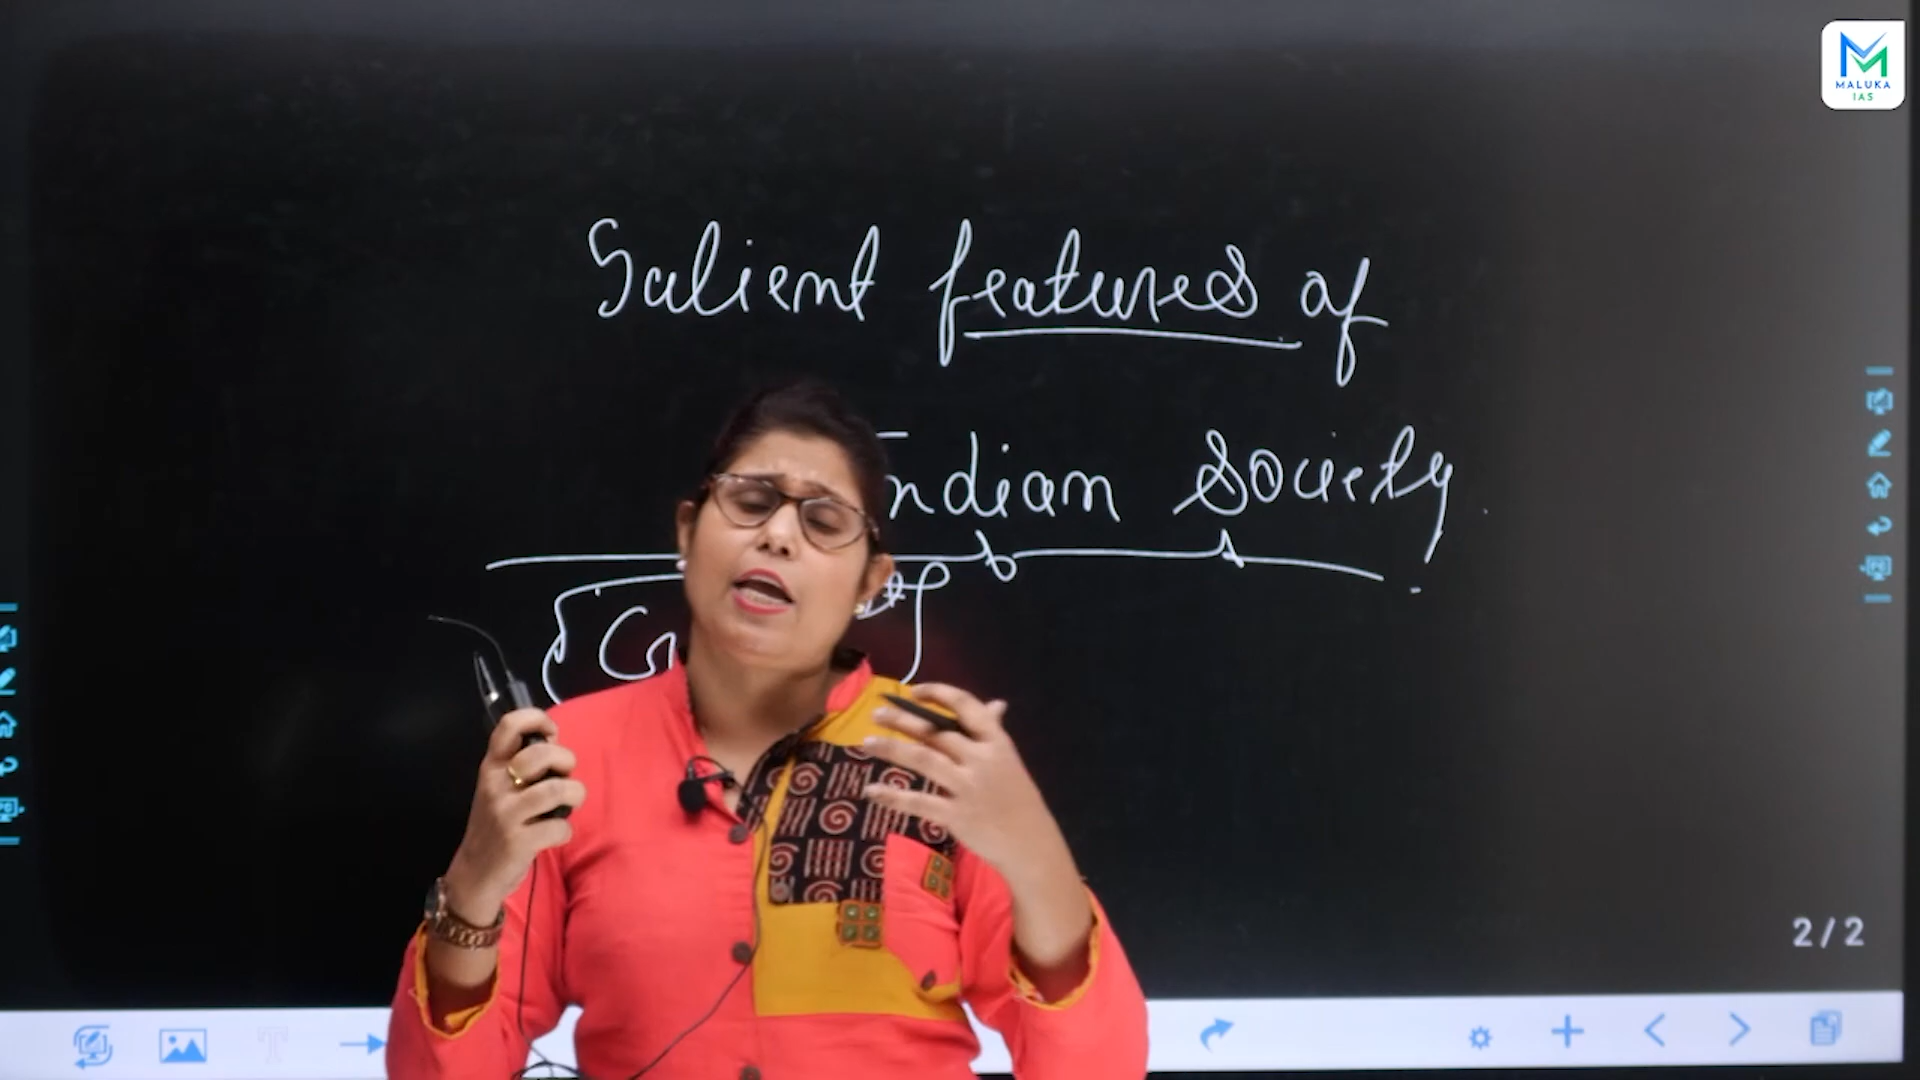 MALUKA
IAS
Salient features of
Indian Society
2/2